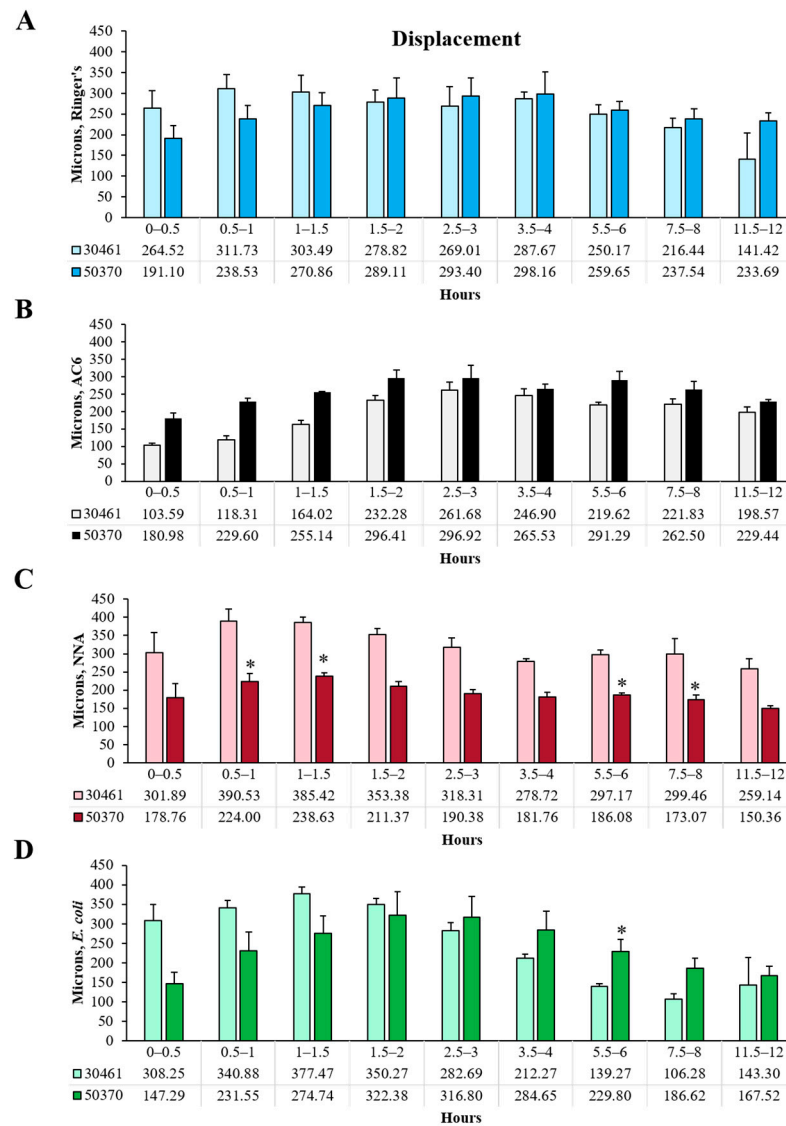 A
Displacement
Microns, Ringer's
450
400
350
300
250
200
150
100
50
0
0–0.5 0.5–1 1–1.5 1.5–2 2.5–3 3.5–4 5.5–6 7.5–8 11.5–12
30461 264.52 311.73 303.49 278.82 269.01 287.67 250.17 216.44 141.42
50370 191.10 238.53 270.86 289.11 293.40 298.16 259.65 237.54 233.69
Hours
B
Microns, AC6
450
400
350
300
250
200
150
100
50
0
0–0.5 0.5–1 1–1.5 1.5–2 2.5–3 3.5–4 5.5–6 7.5–8 11.5–12
30461 103.59 118.31 164.02 232.28 261.68 246.90 219.62 221.83 198.57
50370 180.98 229.60 255.14 296.41 296.92 265.53 291.29 262.50 229.44
Hours
C
Microns, NNA
450
400
350
300
250
200
150
100
50
0
* * * *
0–0.5 0.5–1 1–1.5 1.5–2 2.5–3 3.5–4 5.5–6 7.5–8 11.5–12
30461 301.89 390.53 385.42 353.38 318.31 278.72 297.17 299.46 259.14
50370 178.76 224.00 238.63 211.37 190.38 181.76 186.08 173.07 150.36
Hours
D
Microns, E. coli
450
400
350
300
250
200
150
100
50
0
*
0–0.5 0.5–1 1–1.5 1.5–2 2.5–3 3.5–4 5.5–6 7.5–8 11.5–12
30461 308.25 340.88 377.47 350.27 282.69 212.27 139.27 106.28 143.30
50370 147.29 231.55 274.74 322.38 316.80 284.65 229.80 186.62 167.52
Hours